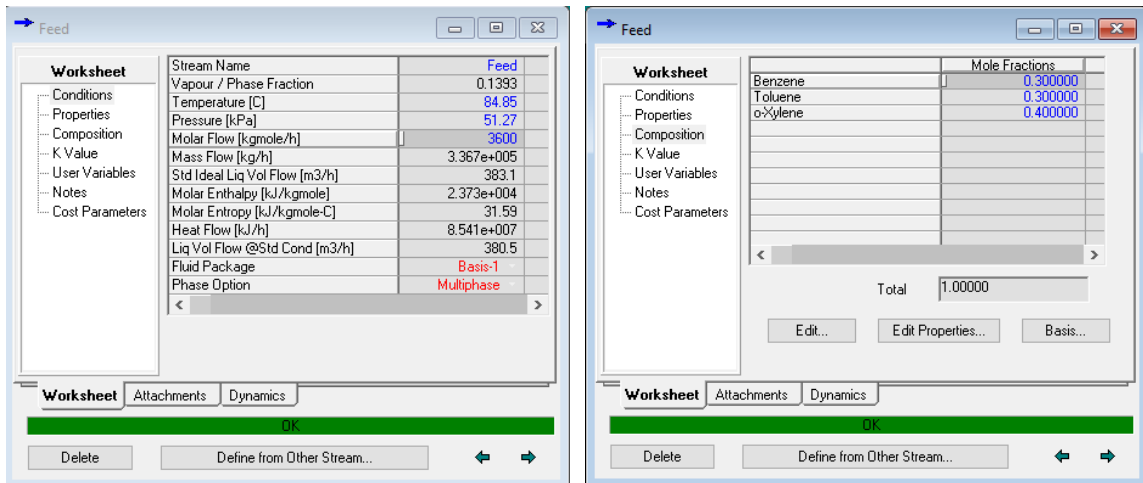 Feed
Worksheet
Conditions
Properties
Composition
K Value
User Variables
Notes
Cost Parameters
Stream Name Feed
Vapour / Phase Fraction 0.1393
Temperature [C] 84.85
Pressure [kPa] 51.27
Molar Flow [kgmole/h] 3600
Mass Flow [kg/h] 3.367e+005
Std Ideal Liq Vol Flow [m3/h] 383.1
Molar Enthalpy [kJ/kgmole] 2.373e+004
Molar Entropy [kJ/kgmole-C] 31.59
Heat Flow [kJ/h] 8.541e+007
Liq Vol Flow @Std Cond [m3/h] 380.5
Fluid Package Basis-1
Phase Option Multiphase
Worksheet Attachments Dynamics
OK
Delete Define from Other Stream...
Feed
Worksheet
Conditions
Properties
Composition
K Value
User Variables
Notes
Cost Parameters
Mole Fractions
Benzene 0.300000
Toluene 0.300000
o-Xylene 0.400000
Total 1.00000
Edit... Edit Properties... Basis...
Worksheet Attachments Dynamics
OK
Delete Define from Other Stream...